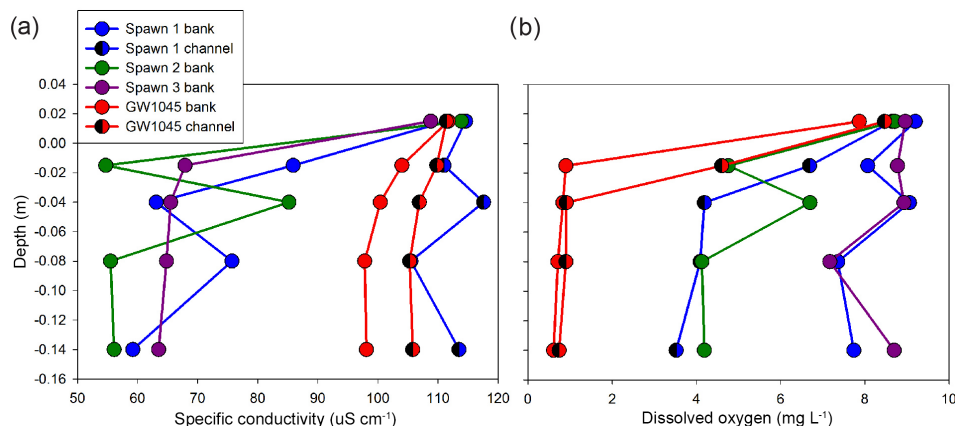 (a)
(b)
Spawn 1 bank
Spawn 1 channel
Spawn 2 bank
Spawn 3 bank
GW1045 bank
GW1045 channel
0.04
0.02
0.00
-0.02
-0.04
-0.06
-0.08
-0.10
-0.12
-0.14
-0.16
Depth (m)
50 60 70 80 90 100 110 120
Specific conductivity (uS cm⁻¹)
0 2 4 6 8 10
Dissolved oxygen (mg L⁻¹)